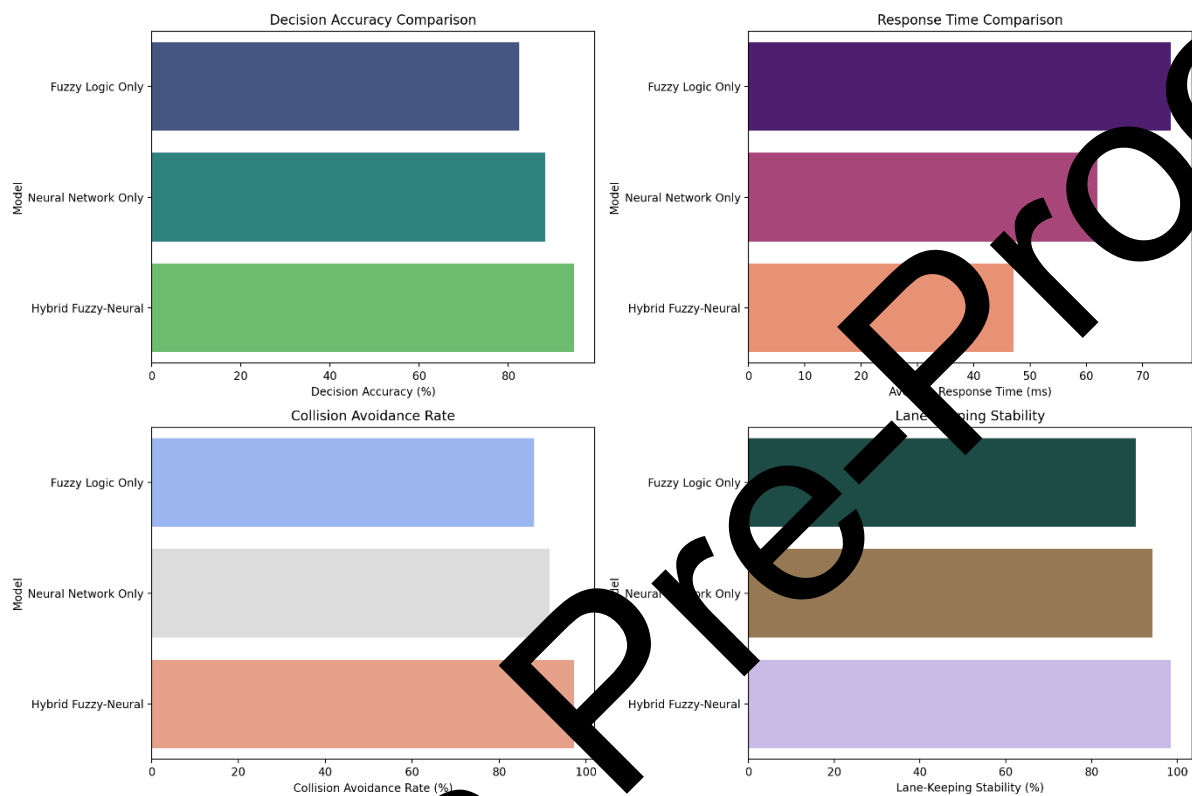 Decision Accuracy Comparison
Model
Fuzzy Logic Only
Neural Network Only
Hybrid Fuzzy-Neural
0 20 40 60 80
Decision Accuracy (%)
Response Time Comparison
Model
Fuzzy Logic Only
Neural Network Only
Hybrid Fuzzy-Neural
0 10 20 30 40 50 60 70
Response Time (ms)
Collision Avoidance Rate
Model
Fuzzy Logic Only
Neural Network Only
Hybrid Fuzzy-Neural
0 20 40 60 80 100
Collision Avoidance Rate (%)
Stability
Fuzzy Logic Only
Only
Hybrid Fuzzy-Neural
0 20 40 60 80 100
Lane-Keeping Stability (%)